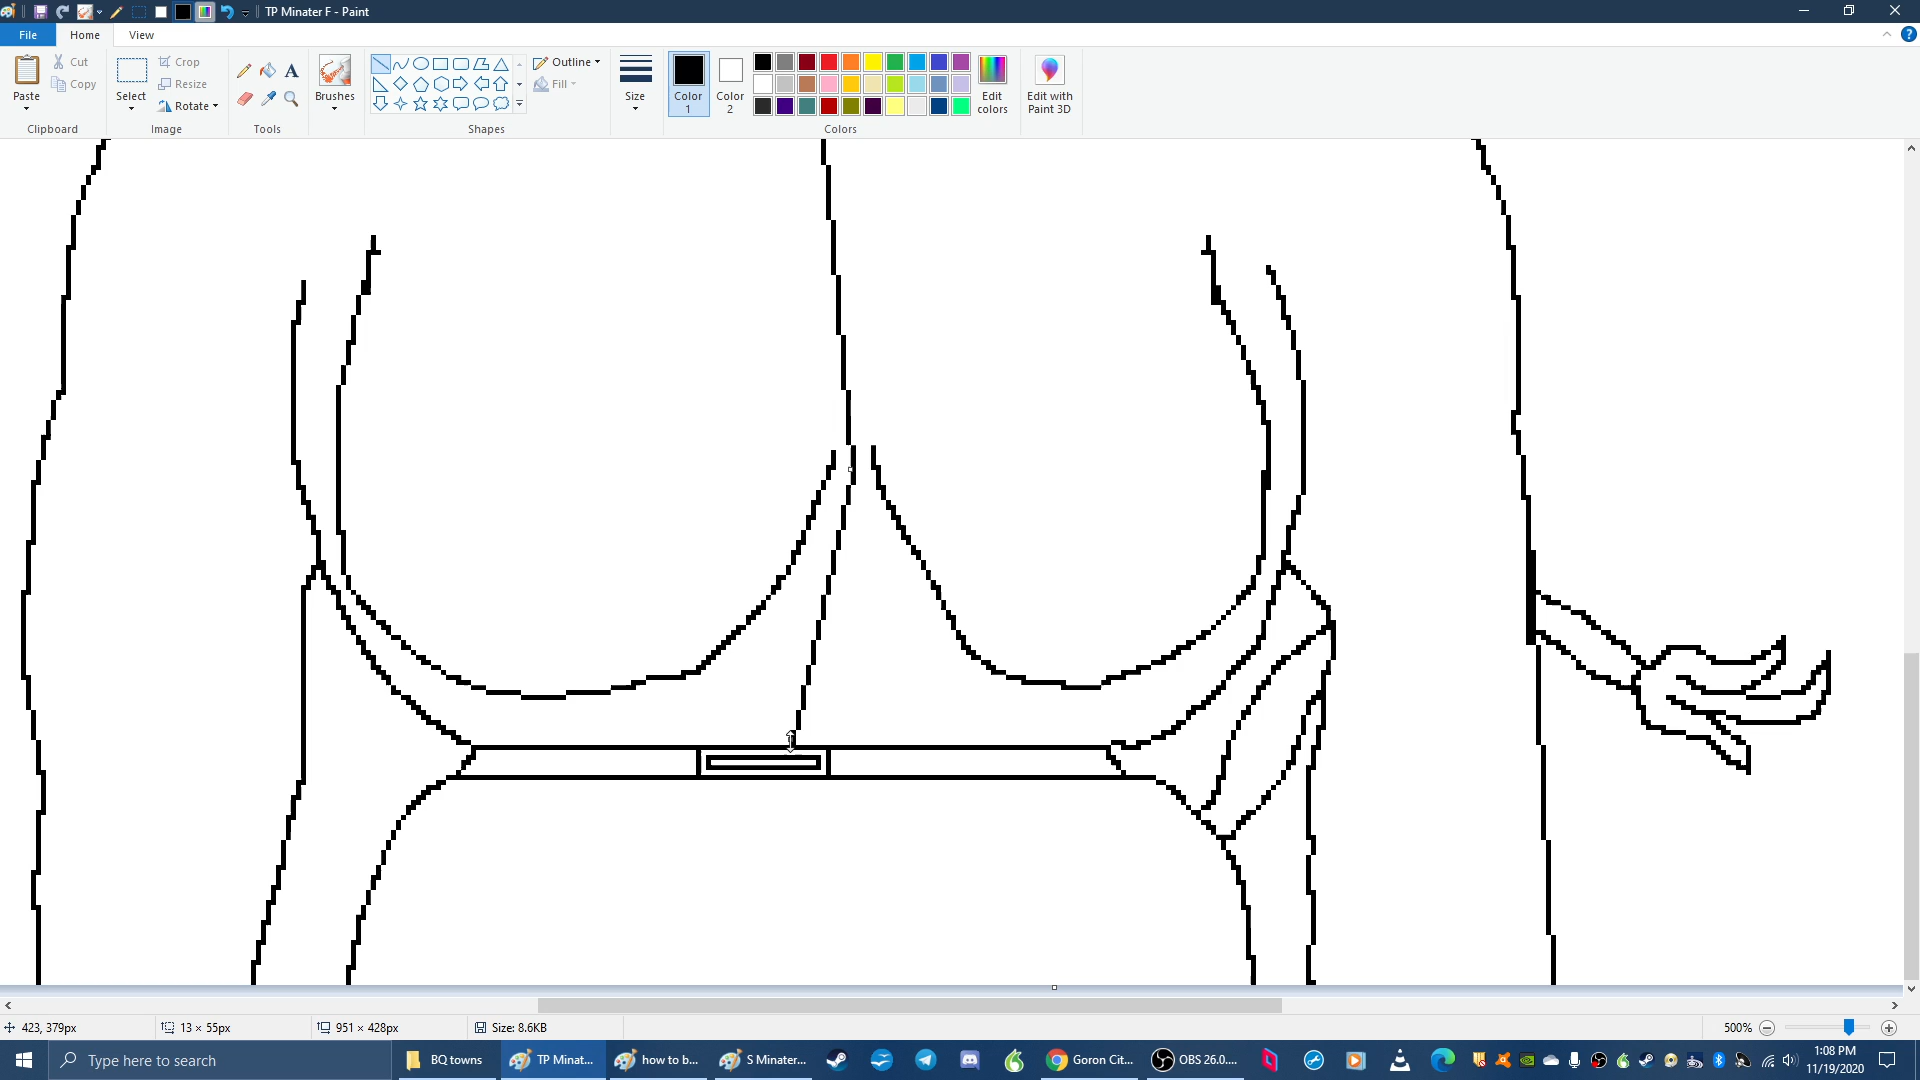 TP Minater F - Paint
File
Home
View
Paste
Cut
Copy
Clipboard
Select
Crop
Resize
Rotate
Image
A
Tools
Brushes
Outline
Fill
Shapes
Size
Color
1
Color
2
Edit
colors
Colors
Edit with
Paint 3D
423, 379px
13 × 55px
951 × 428px
Size: 8.6KB
500%
Type here to search
BQ towns
TP Minat...
how to b...
S Minater...
Goron Cit...
OBS 26.0....
1:08 PM
11/19/2020